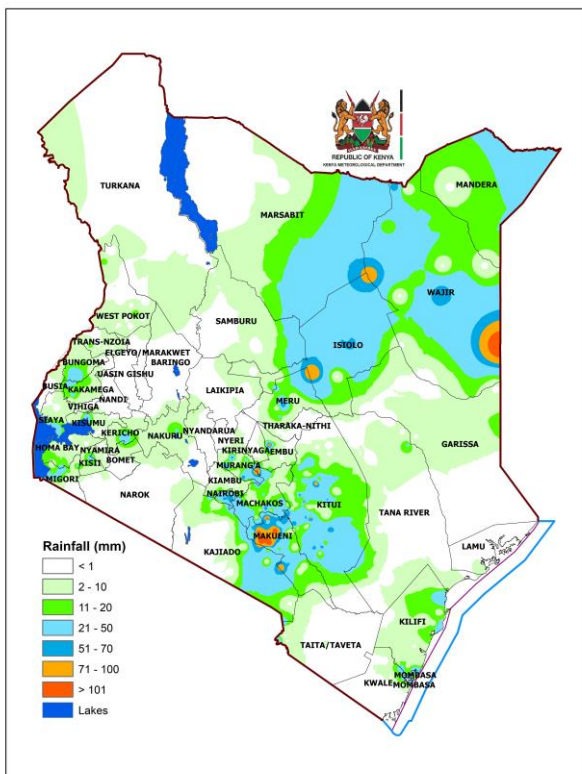 REPUBLIC OF KENYA
KENYA METEOROLOGICAL DEPARTMENT
MANDERA
TURKANA
MARSABIT
WAJIR
WEST POKOT
SAMBURU
TRANS-NZOIA
ISIOLO
ELGEYO/MARAKWET
BUNGOMA
BARINGO
UASIN GISHU
BUSIA
KAKAMEGA
LAIKIPIA
NANDI
MERU
VIHIGA
SIAYA
KISUMU
THARAKA-NITHI
KERICHO
NAKURU
NYANDARUA
NYERI
GARISSA
HOMA BAY
NYAMIRA
KIRINYAGA
EMBU
KISII
BOMET
MURANG'A
MIGORI
KIAMBU
NAROK
NAIROBI
KITUI
MACHAKOS
TANA RIVER
MAKUENI
LAMU
KAJIADO
KILIFI
TAITA/TAVETA
MOMBASA
KWALE
MOMBASA
Rainfall (mm)
< 1
2 - 10
11 - 20
21 - 50
51 - 70
71 - 100
> 101
Lakes